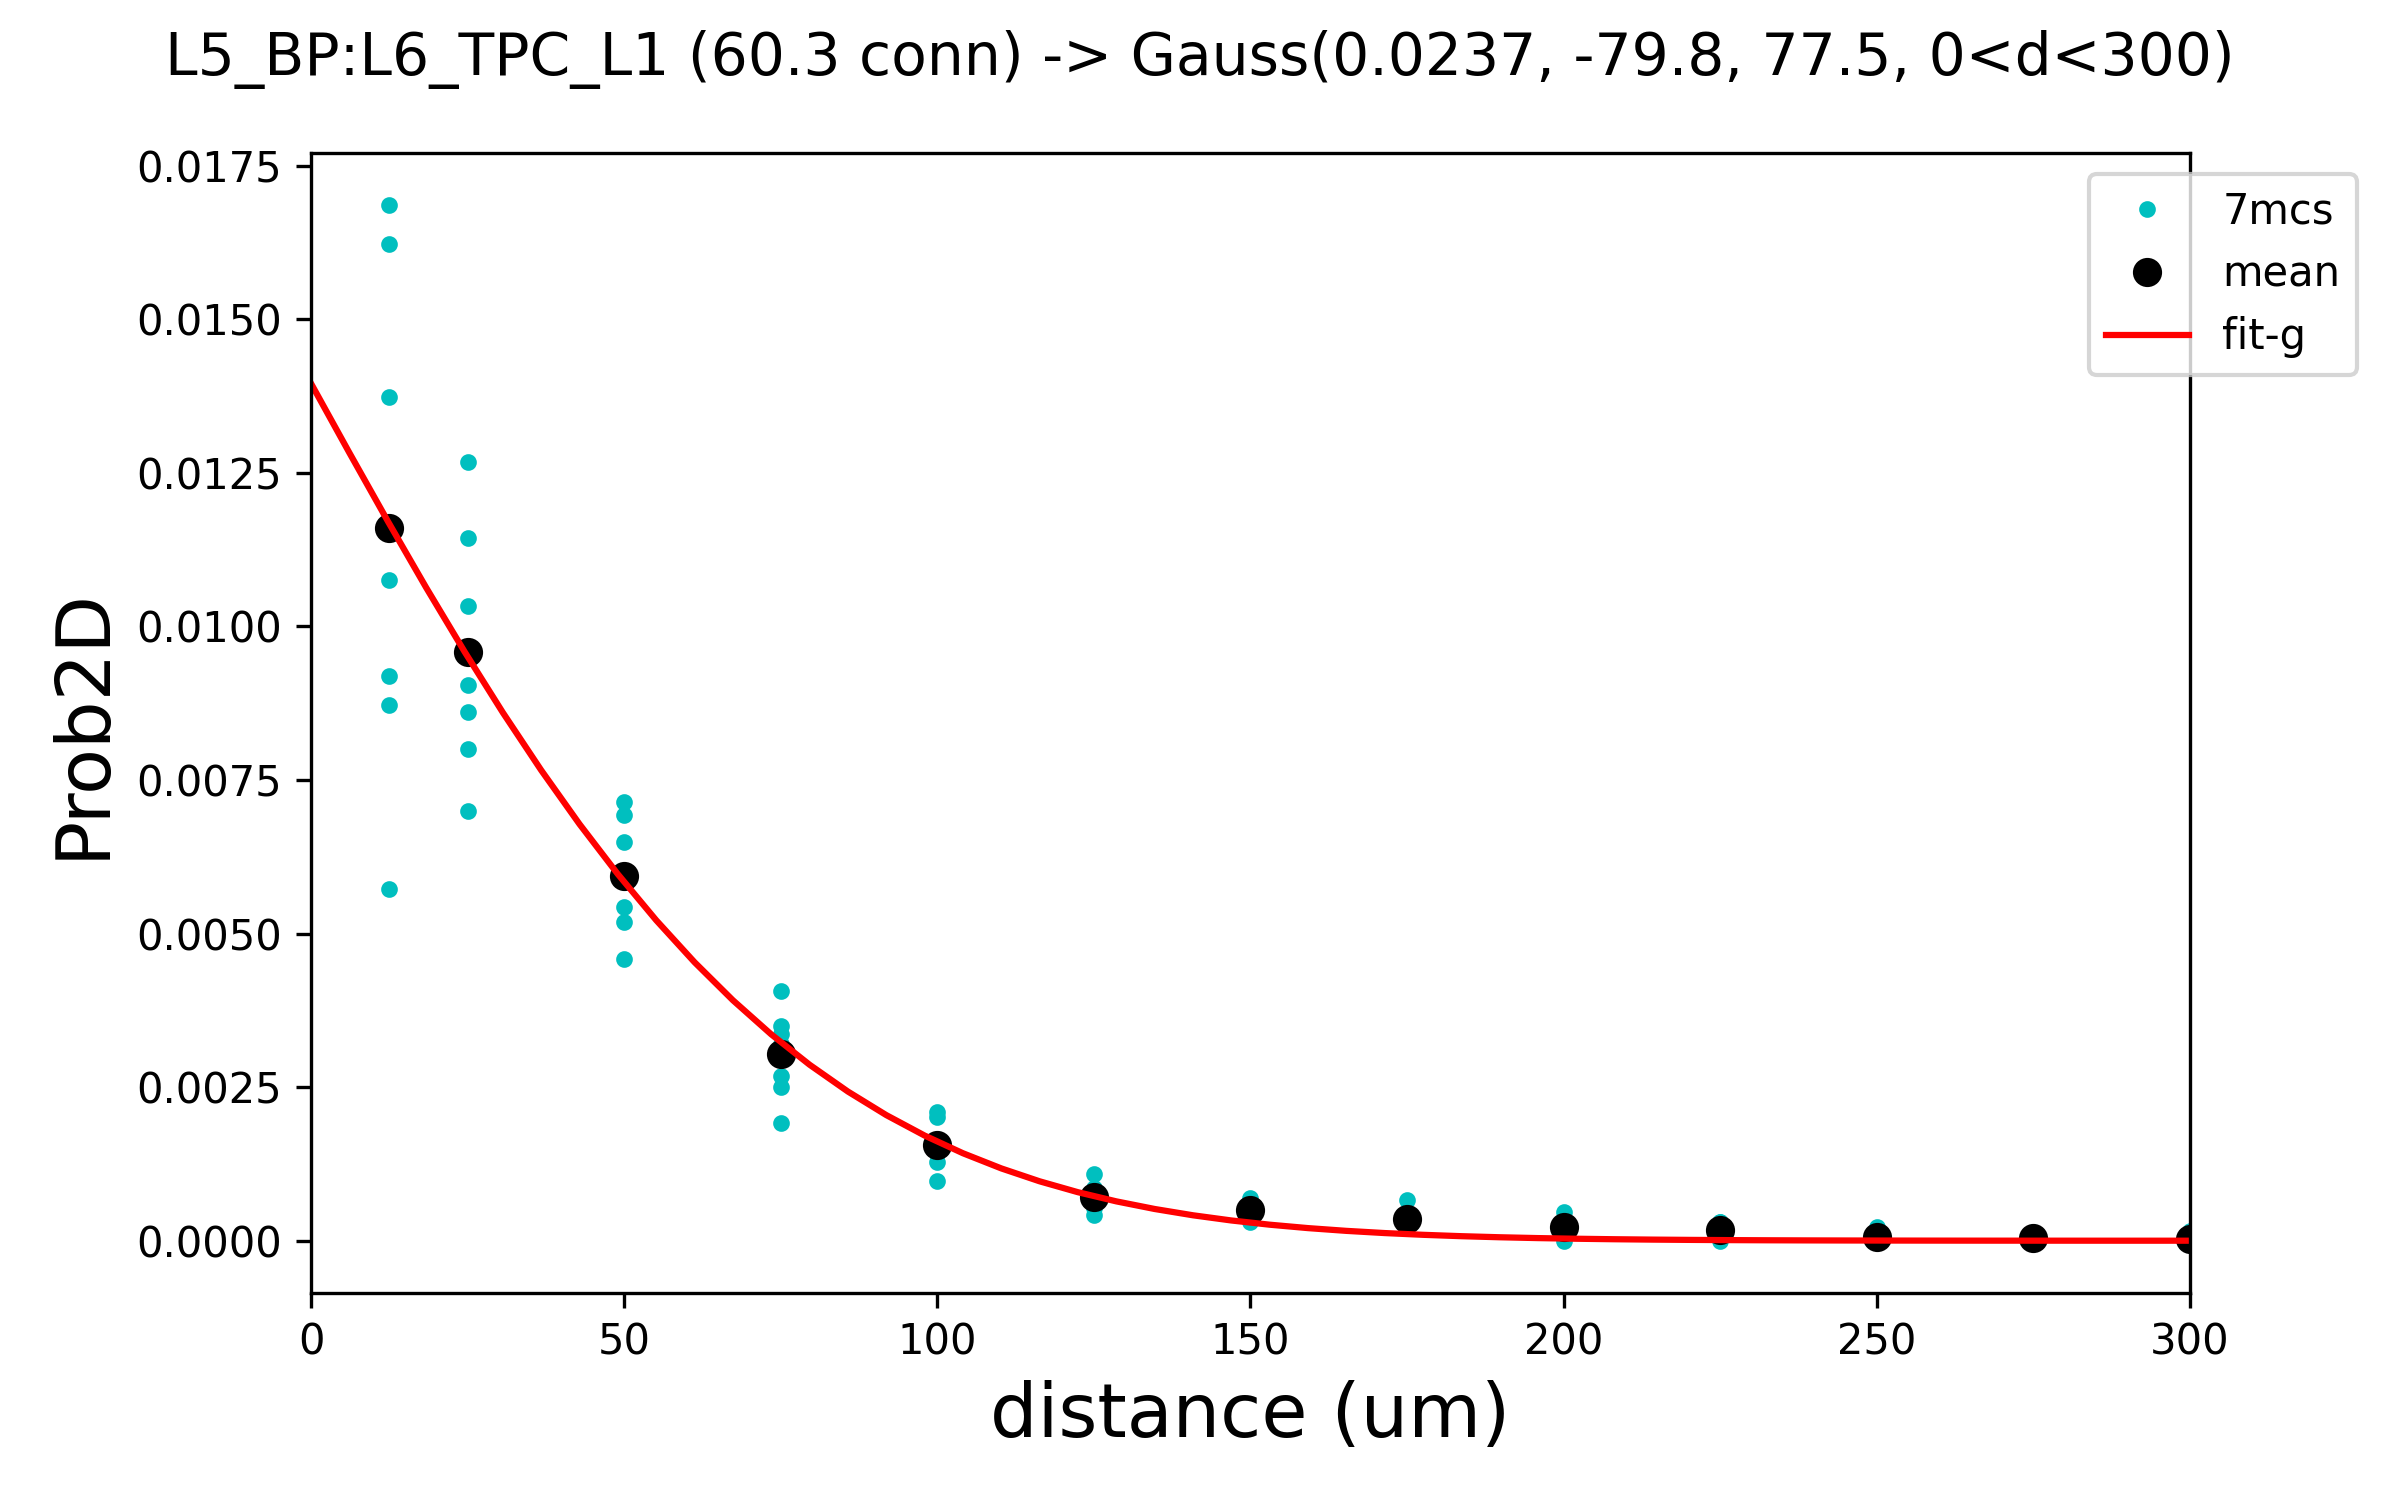 L5_BP:L6_TPC_L1 (60.3 conn) -> Gauss(0.0237, -79.8, 77.5, 0<d<300)
0.0175
0.0150
0.0125
0.0100
0.0075
0.0050
0.0025
0.0000
Prob2D
7mcs
mean
fit-g
0 50 100 150 200 250 300
distance (um)